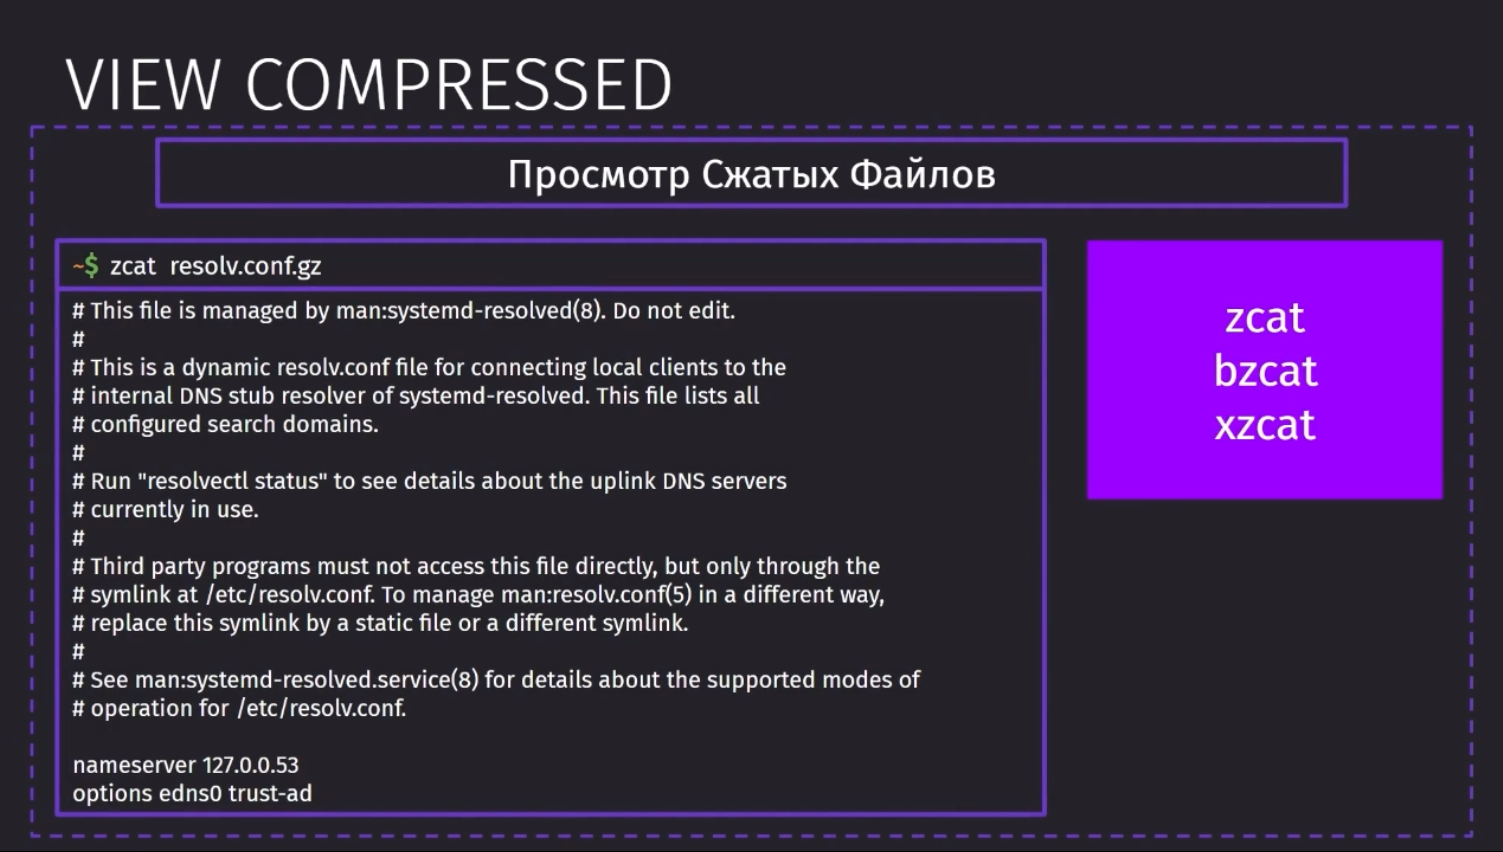 VIEW COMPRESSED
Просмотр Сжатых Файлов
~$ zcat resolv.conf.gz
# This file is managed by man:systemd-resolved(8). Do not edit.
#
# This is a dynamic resolv.conf file for connecting local clients to the
# internal DNS stub resolver of systemd-resolved. This file lists all
# configured search domains.
#
# Run "resolvectl status" to see details about the uplink DNS servers
# currently in use.
#
# Third party programs must not access this file directly, but only through the
# symlink at /etc/resolv.conf. To manage man:resolv.conf(5) in a different way,
# replace this symlink by a static file or a different symlink.
#
# See man:systemd-resolved.service(8) for details about the supported modes of
# operation for /etc/resolv.conf.
nameserver 127.0.0.53
options edns0 trust-ad
zcat
bzcat
xzcat